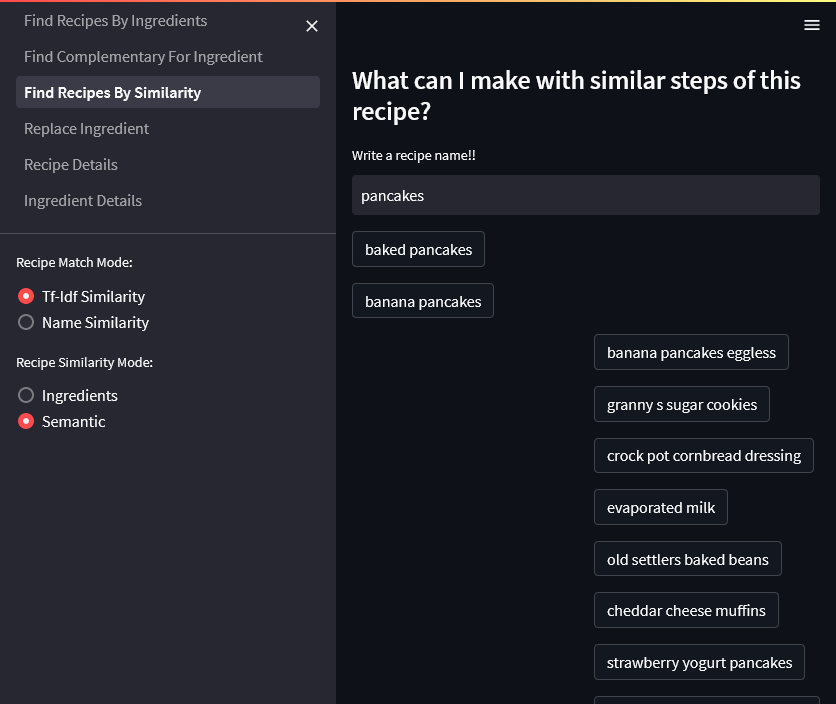 Find Recipes By Ingredients
Find Complementary For Ingredient
Find Recipes By Similarity
Replace Ingredient
Recipe Details
Ingredient Details
Recipe Match Mode:
Tf-Idf Similarity
Name Similarity
Recipe Similarity Mode:
Ingredients
Semantic
What can I make with similar steps of this
recipe?
Write a recipe name!!
pancakes
baked pancakes
banana pancakes
banana pancakes eggless
granny s sugar cookies
crock pot cornbread dressing
evaporated milk
old settlers baked beans
cheddar cheese muffins
strawberry yogurt pancakes